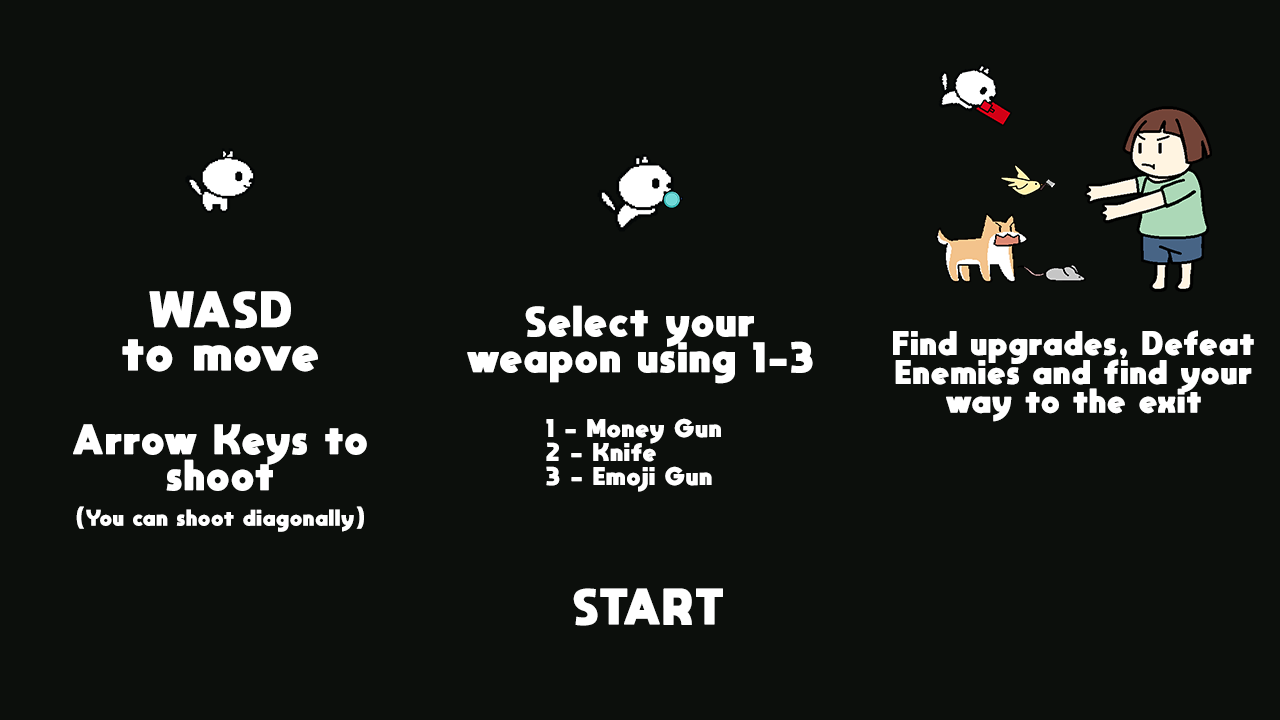 WASD
to move
Arrow Keys to
shoot
(You can shoot diagonally)
Select your
weapon using 1-3
1 - Money Gun
2 - Knife
3 - Emoji Gun
Find upgrades, Defeat
Enemies and find your
way to the exit
START